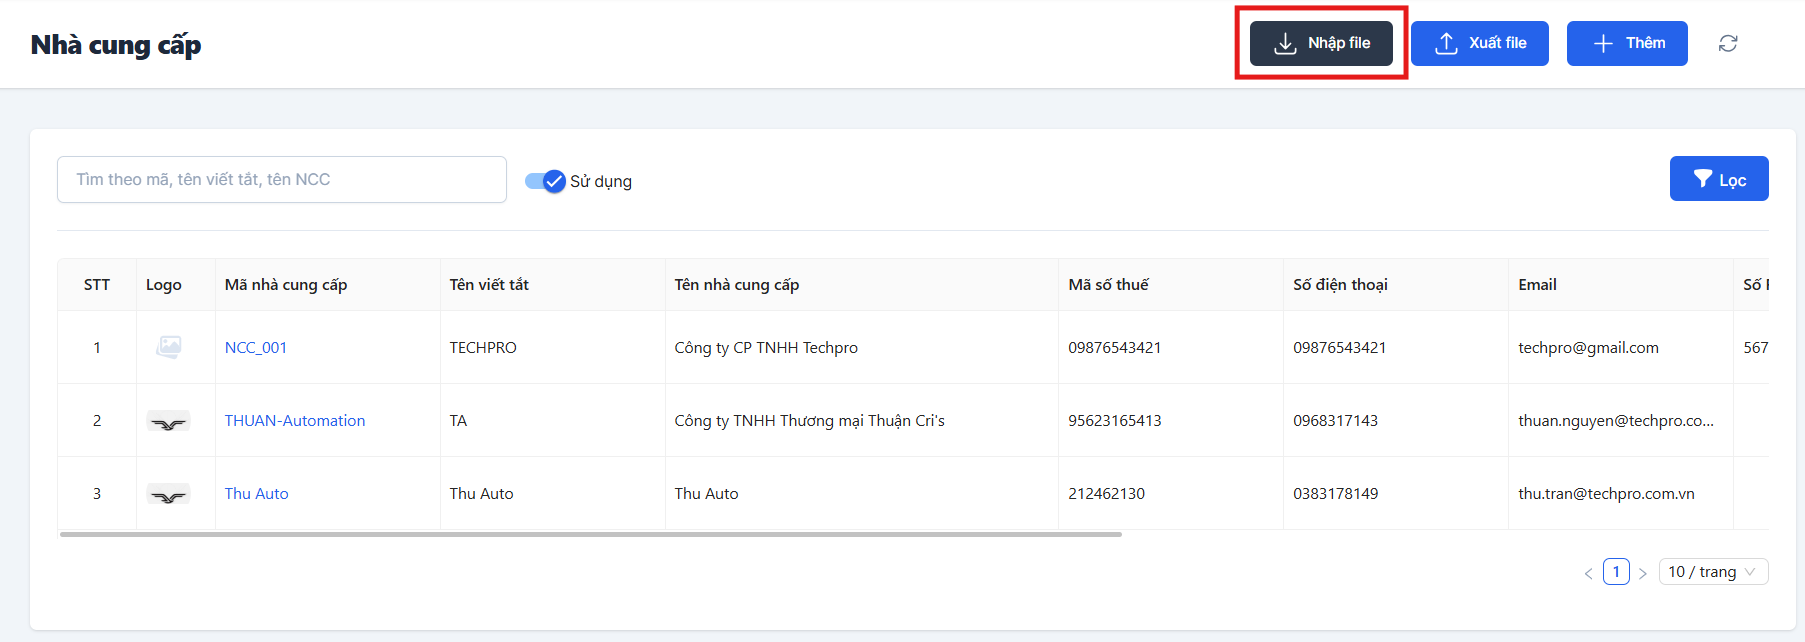 Nhà cung cấp
Nhập file
Xuất file
Thêm
Tìm theo mã, tên viết tắt, tên NCC
Sử dụng
Lọc
STT Logo Mã nhà cung cấp Tên viết tắt Tên nhà cung cấp Mã số thuế Số điện thoại Email Số
1 NCC_001 TECHPRO Công ty CP TNHH Techpro 09876543421 09876543421 techpro@gmail.com 567
2 THUAN-Automation TA Công ty TNHH Thương mại Thuận Cri's 95623165413 0968317143 thuan.nguyen@techpro.co...
3 Thu Auto Thu Auto Thu Auto 212462130 0383178149 thu.tran@techpro.com.vn
< 1 > 10 / trang